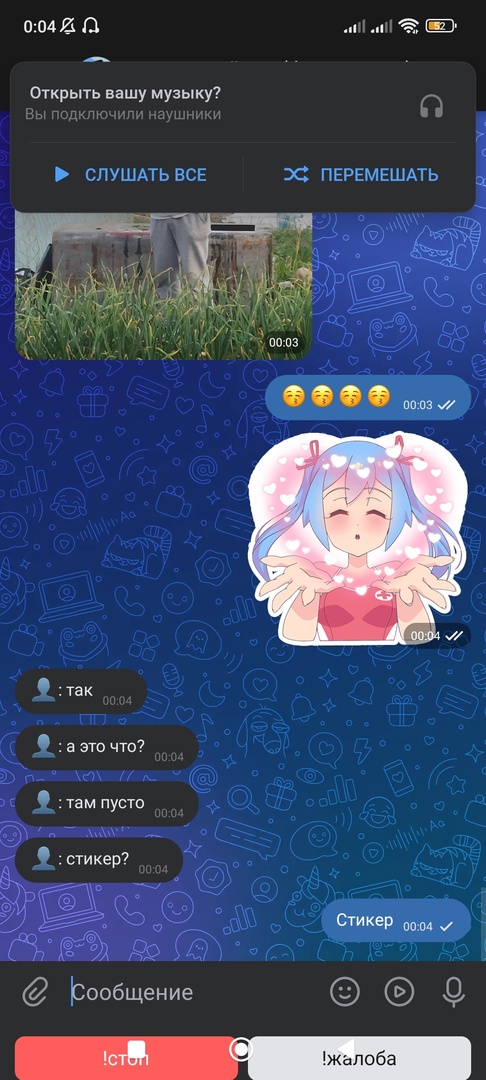 0:04 52
Открыть вашу музыку?
Вы подключили наушники
СЛУШАТЬ ВСЕ ПЕРЕМЕШАТЬ
00:03
😚😚😚😚 00:03
00:04
👤: так 00:04
👤: а это что? 00:04
👤: там пусто 00:04
👤: стикер? 00:04
Стикер 00:04
Сообщение
!стоп !жалоба